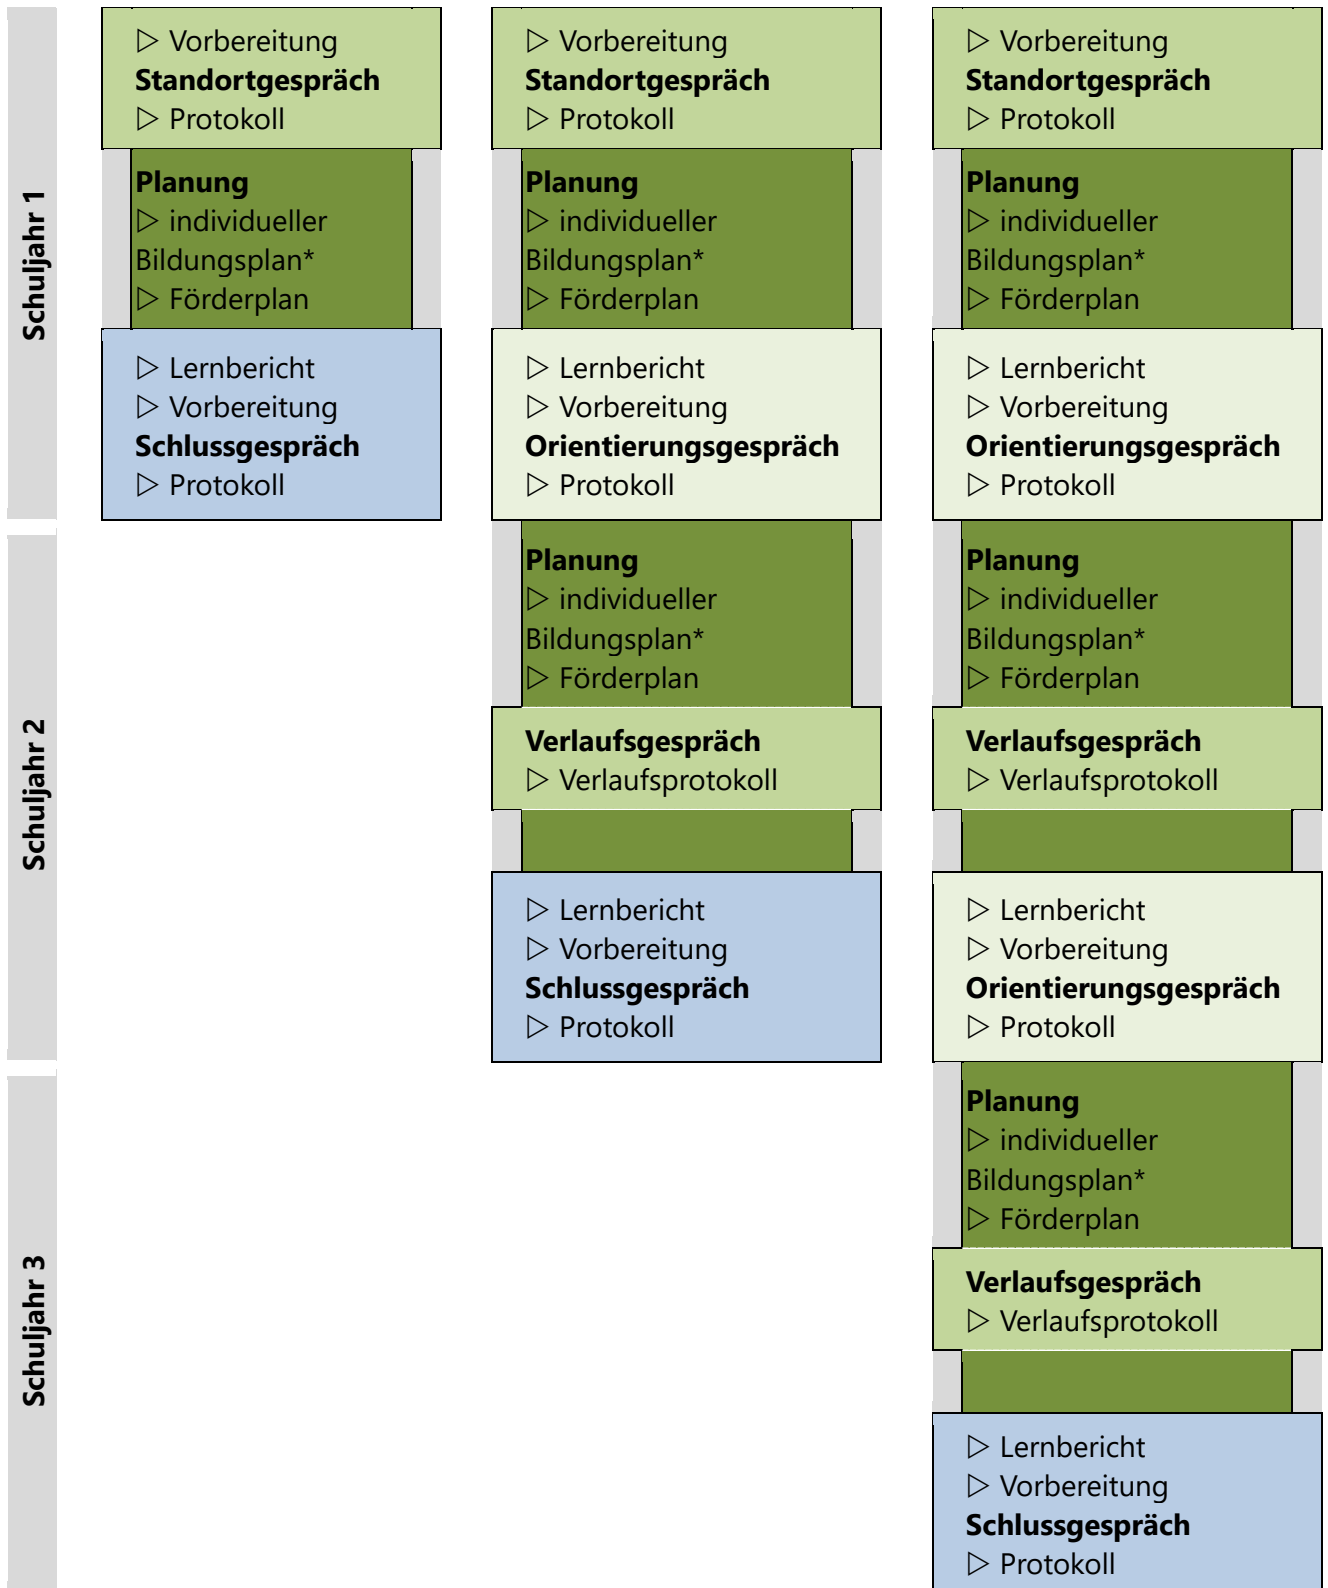 Schuljahr 1
▷ Vorbereitung
Standortgespräch
▷ Protokoll
Planung
▷ individueller
Bildungsplan*
▷ Förderplan
▷ Lernbericht
▷ Vorbereitung
Schlussgespräch
▷ Protokoll
▷ Vorbereitung
Standortgespräch
▷ Protokoll
Planung
▷ individueller
Bildungsplan*
▷ Förderplan
▷ Lernbericht
▷ Vorbereitung
Orientierungsgespräch
▷ Protokoll
▷ Vorbereitung
Standortgespräch
▷ Protokoll
Planung
▷ individueller
Bildungsplan*
▷ Förderplan
▷ Lernbericht
▷ Vorbereitung
Orientierungsgespräch
▷ Protokoll
Schuljahr 2
Planung
▷ individueller
Bildungsplan*
▷ Förderplan
Verlaufsgespräch
▷ Verlaufsprotokoll
▷ Lernbericht
▷ Vorbereitung
Schlussgespräch
▷ Protokoll
Planung
▷ individueller
Bildungsplan*
▷ Förderplan
Verlaufsgespräch
▷ Verlaufsprotokoll
▷ Lernbericht
▷ Vorbereitung
Orientierungsgespräch
▷ Protokoll
Schuljahr 3
Planung
▷ individueller
Bildungsplan*
▷ Förderplan
Verlaufsgespräch
▷ Verlaufsprotokoll
▷ Lernbericht
▷ Vorbereitung
Schlussgespräch
▷ Protokoll